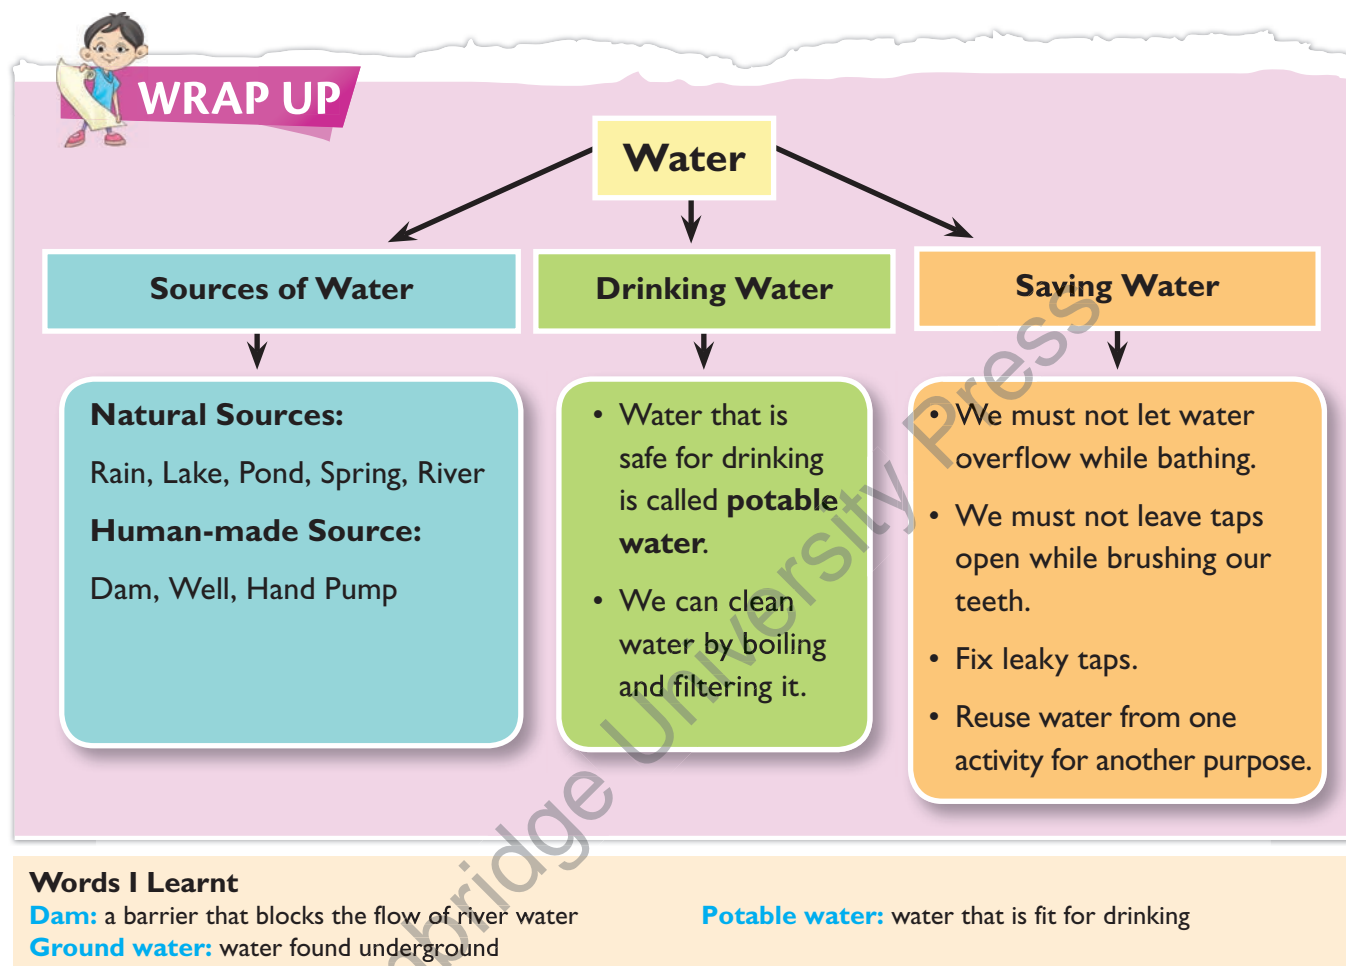 WRAP UP
Water
Sources of Water
Natural Sources:
Rain, Lake, Pond, Spring, River
Human-made Source:
Dam, Well, Hand Pump
Drinking Water
• Water that is
safe for drinking
is called potable
water.
• We can clean
water by boiling
and filtering it.
Saving Water
• We must not let water
overflow while bathing.
• We must not leave taps
open while brushing our
teeth.
• Fix leaky taps.
• Reuse water from one
activity for another purpose.
Words I Learnt
Dam: a barrier that blocks the flow of river water
Ground water: water found underground
Potable water: water that is fit for drinking
bridge University Press